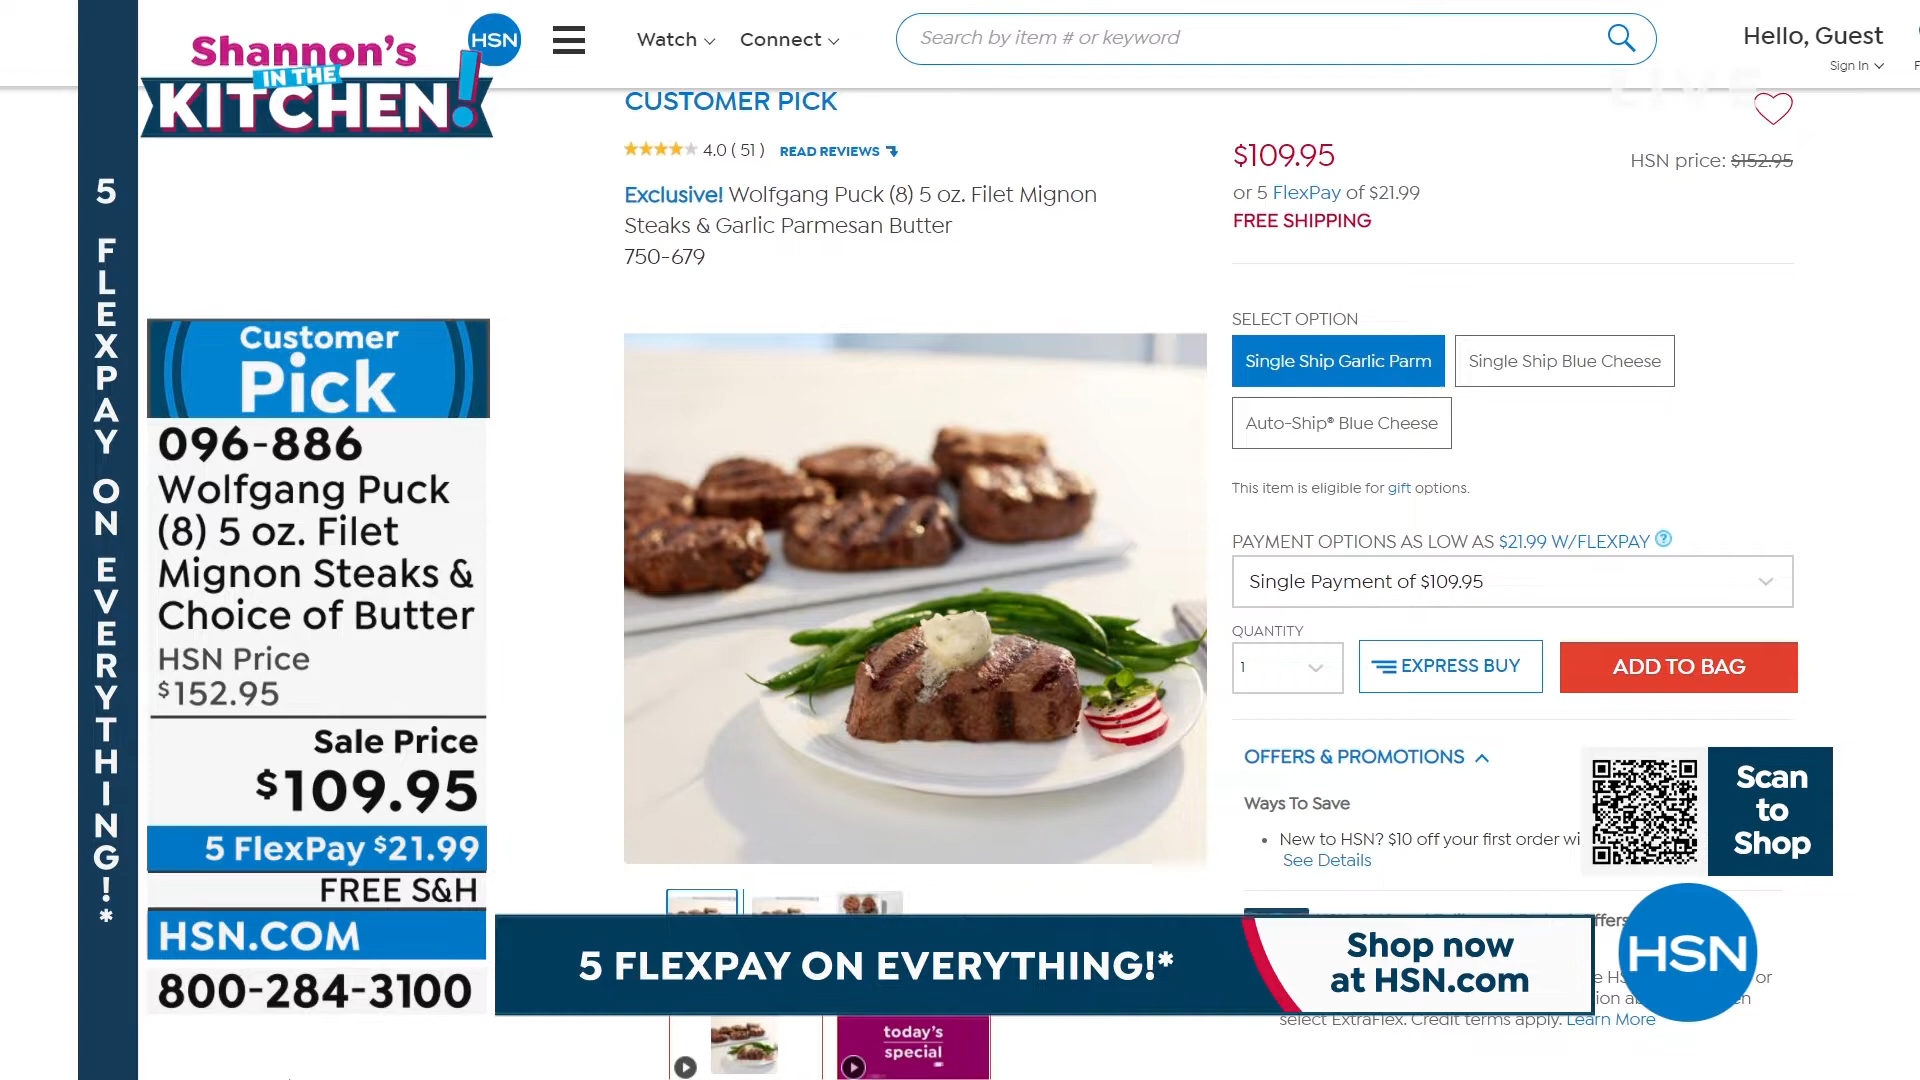 5 FLEXPAY ON EVERYTHING!*
Shannon's
IN THE
KITCHEN!
HSN
Watch
Connect
Search by item # or keyword
Hello, Guest
Sign In
F
LIVE
CUSTOMER PICK
4.0 ( 51 ) READ REVIEWS
Exclusive! Wolfgang Puck (8) 5 oz. Filet Mignon
Steaks & Garlic Parmesan Butter
750-679
$109.95
HSN price: $152.95
or 5 FlexPay of $21.99
FREE SHIPPING
SELECT OPTION
Single Ship Garlic Parm
Single Ship Blue Cheese
Auto-Ship® Blue Cheese
This item is eligible for gift options.
PAYMENT OPTIONS AS LOW AS $21.99 W/FLEXPAY ?
Single Payment of $109.95
QUANTITY
1
EXPRESS BUY
ADD TO BAG
OFFERS & PROMOTIONS
Ways To Save
• New to HSN? $10 off your first order wi
See Details
Scan
to
Shop
Customer
Pick
096-886
Wolfgang Puck
(8) 5 oz. Filet
Mignon Steaks &
Choice of Butter
HSN Price
$152.95
Sale Price
$109.95
5 FlexPay $21.99
FREE S&H
HSN.COM
800-284-3100
5 FLEXPAY ON EVERYTHING!*
Shop now
at HSN.com
HSN
or
select ExtraFlex. Credit terms apply. Learn More
today's
special